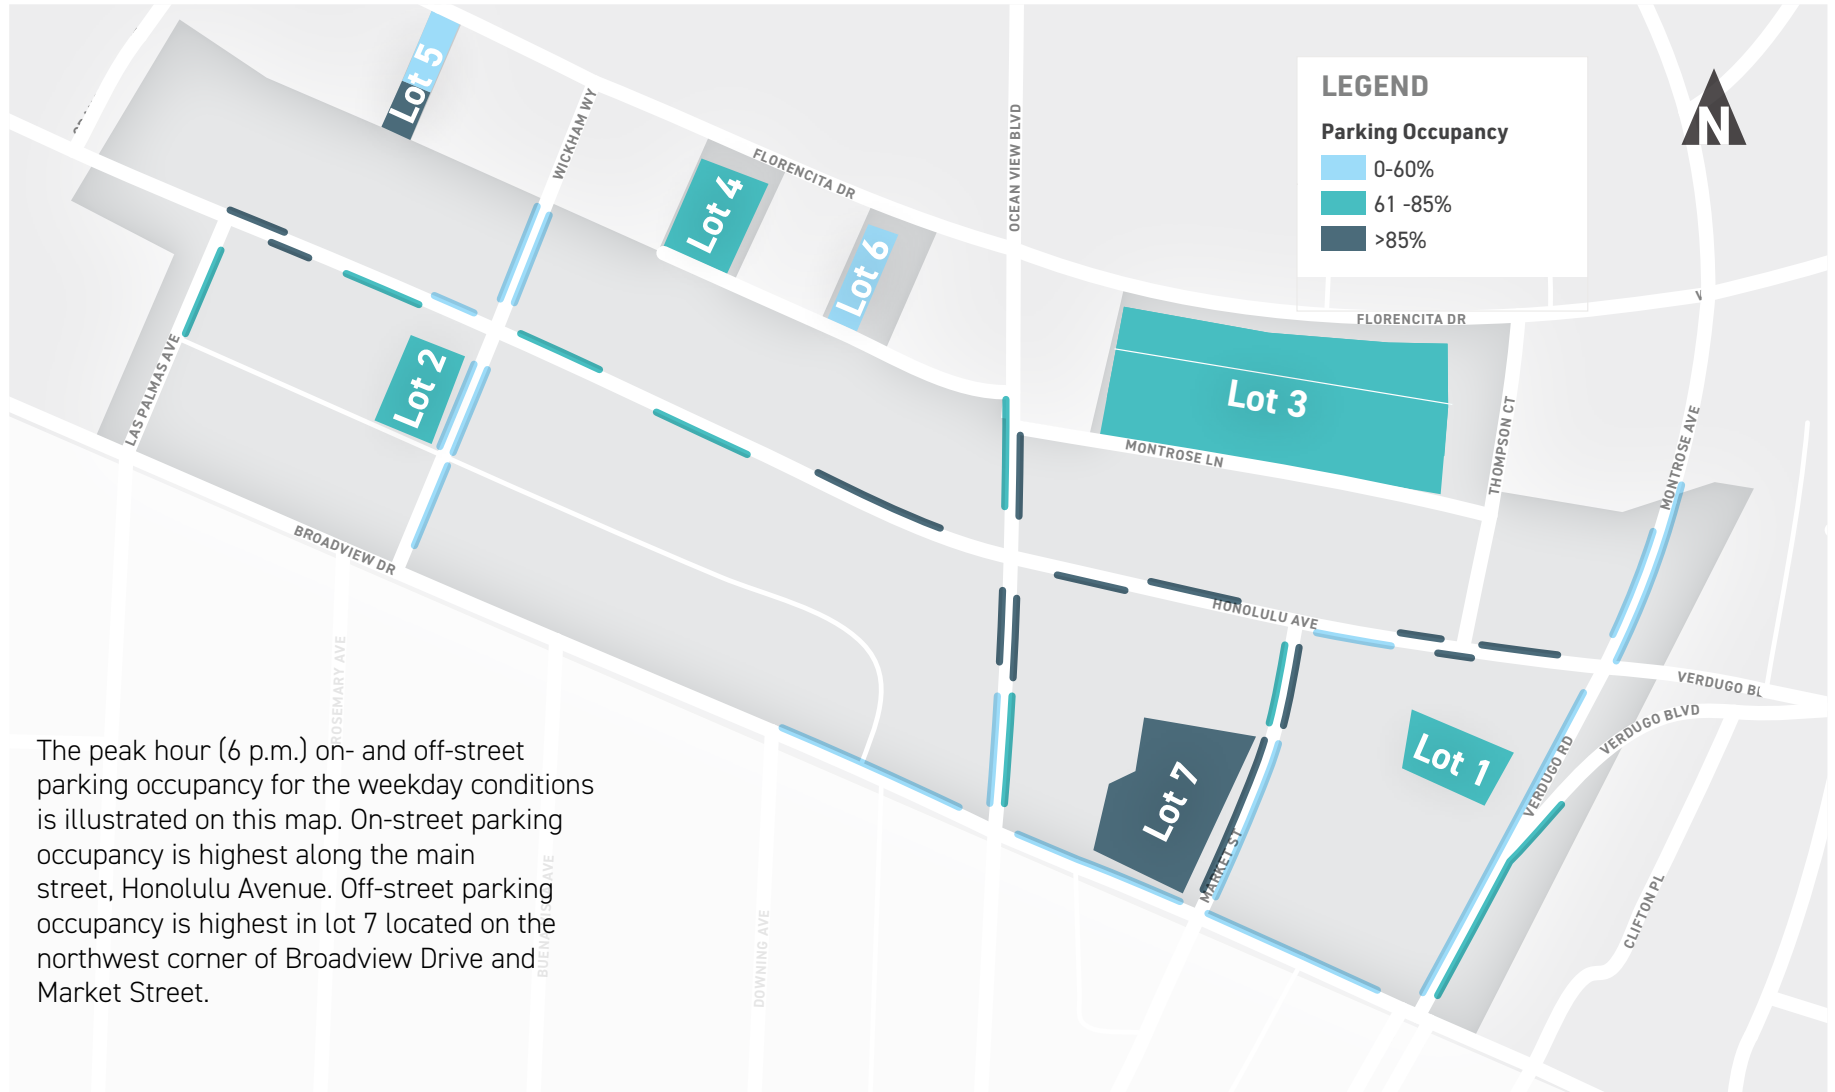 LEGEND
Parking Occupancy
0-60%
61 -85%
>85%
N
Lot 5
WICKHAM WY
Lot 4
FLORENCITA DR
OCEAN VIEW BLVD
Lot 6
FLORENCITA DR
Lot 3
MONTROSE LN
THOMPSON CT
MONTROSE AVE
LAS PALMAS AVE
Lot 2
BROADVIEW DR
HONOLULU AVE
VERDUGO BL
VERDUGO BLVD
VERDUGO RD
Lot 1
Lot 7
MARKET ST
CLIFTON PL
ROSEMARY AVE
DOWNING AVE
The peak hour (6 p.m.) on- and off-street
parking occupancy for the weekday conditions
is illustrated on this map. On-street parking
occupancy is highest along the main
street, Honolulu Avenue. Off-street parking
occupancy is highest in lot 7 located on the
northwest corner of Broadview Drive and
Market Street.